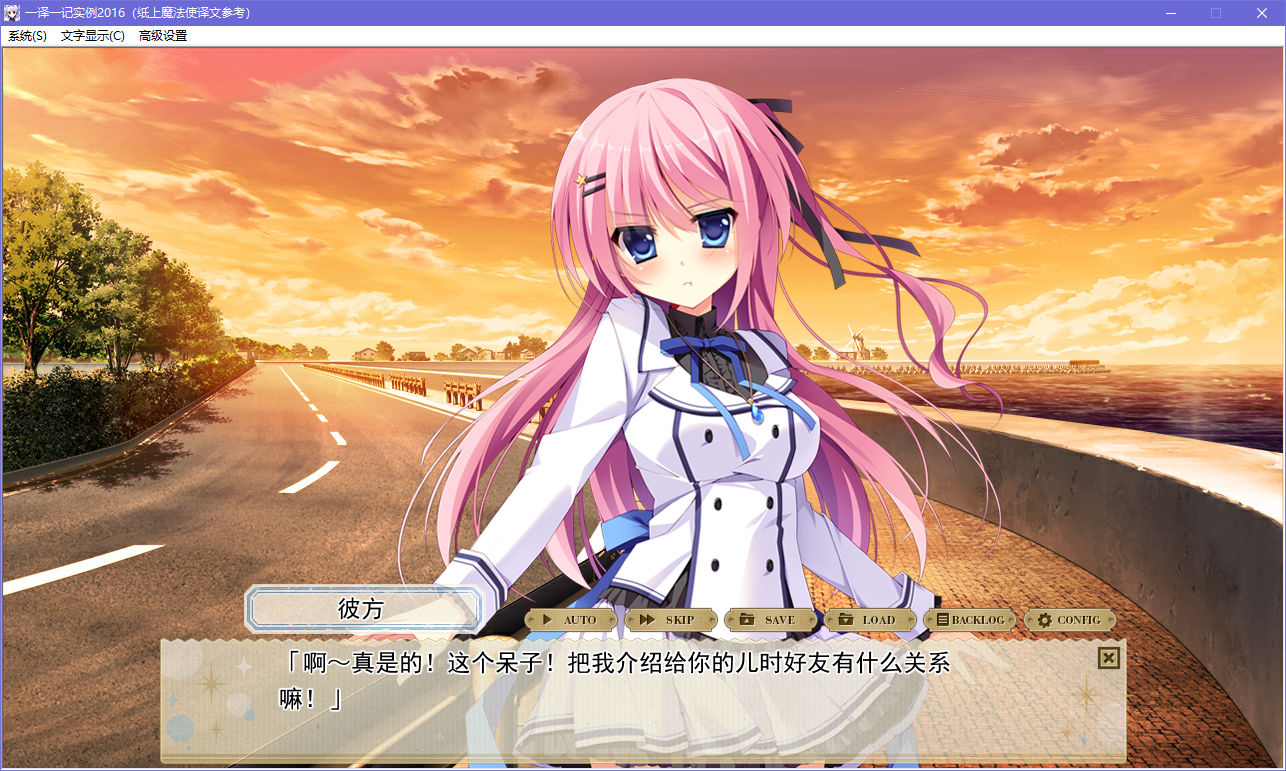 一译一记实例2016（纸上魔法使译文参考）
系统(S) 文字显示(C) 高级设置
彼方
AUTO SKIP SAVE LOAD BACKLOG CONFIG
「啊～真是的！这个呆子！把我介绍给你的儿时好友有什么关系
嘛！」